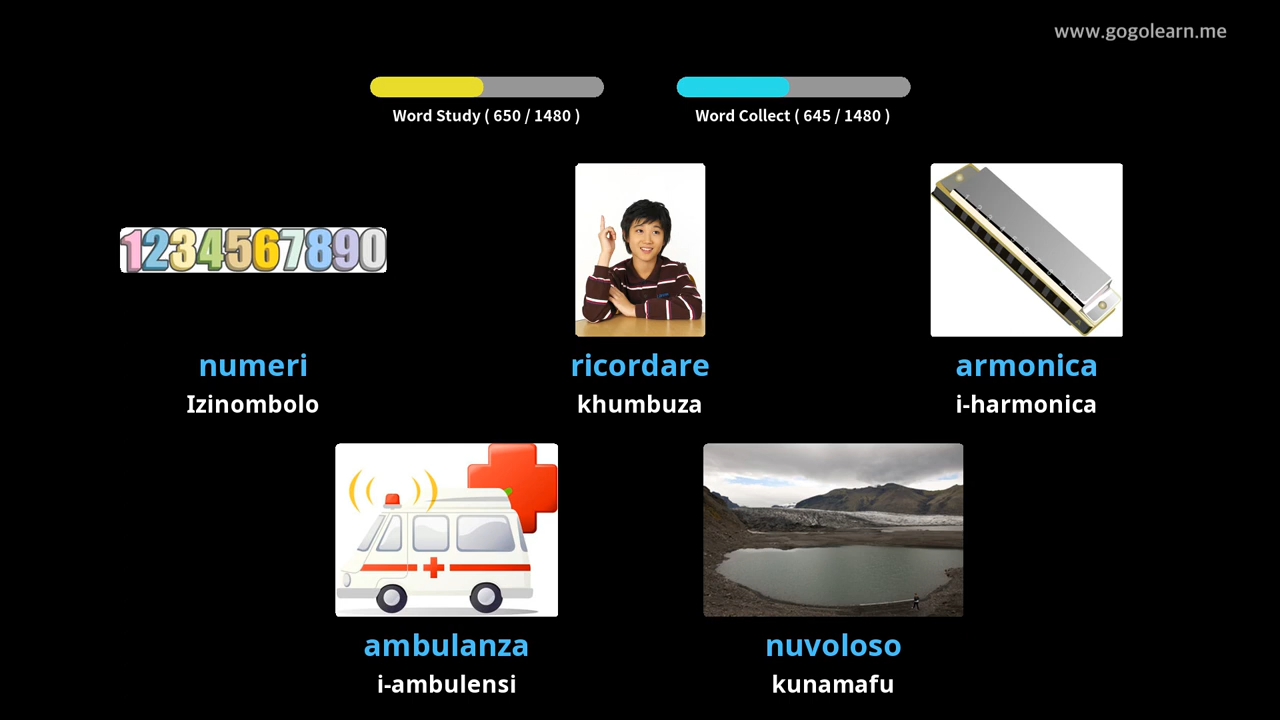 www.gogolearn.me
Word Study ( 650 / 1480 )
Word Collect ( 645 / 1480 )
1234567890
numeri
Izinombolo
ricordare
khumbuza
armonica
i-harmonica
ambulanza
i-ambulensi
nuvoloso
kunamafu